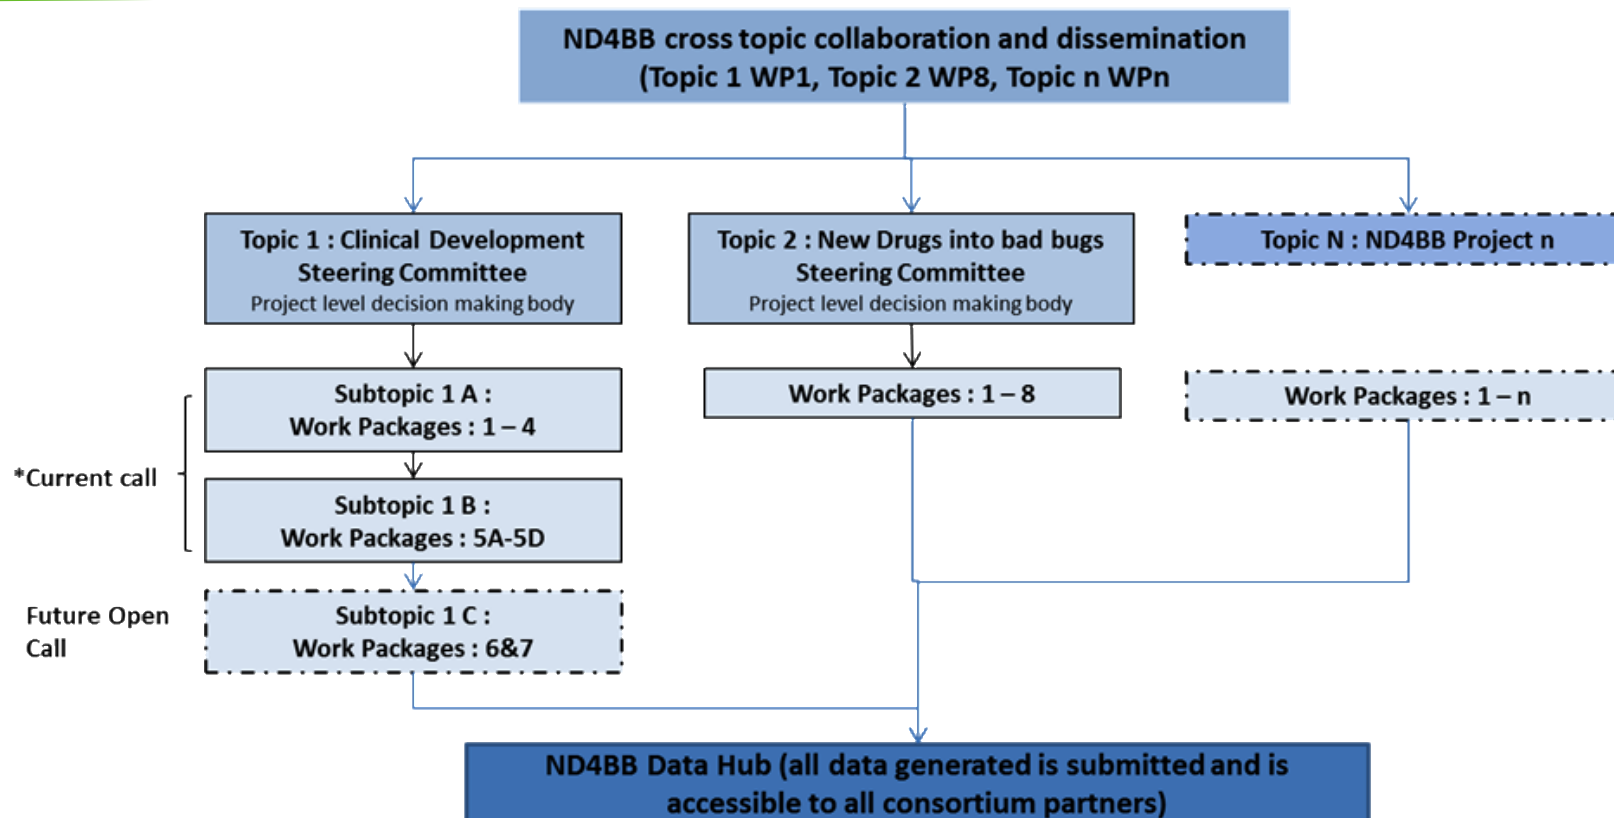 ND4BB cross topic collaboration and dissemination
(Topic 1 WP1, Topic 2 WP8, Topic n WPn
Topic 1 : Clinical Development
Steering Committee
Project level decision making body
Topic 2 : New Drugs into bad bugs
Steering Committee
Project level decision making body
Topic N : ND4BB Project n
Subtopic 1 A :
Work Packages : 1 – 4
Work Packages : 1 – 8
Work Packages : 1 – n
*Current call
Subtopic 1 B :
Work Packages : 5A-5D
Future Open
Call
Subtopic 1 C :
Work Packages : 6&7
ND4BB Data Hub (all data generated is submitted and is
accessible to all consortium partners)